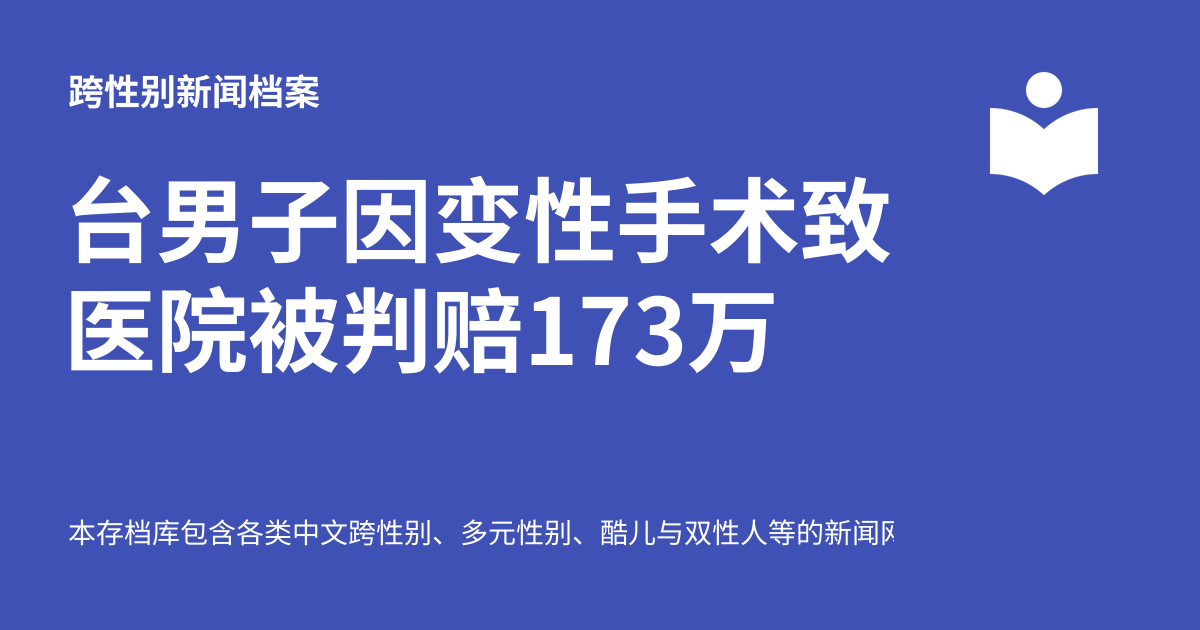 跨性别新闻档案
台男子因变性手术致
医院被判赔173万
本存档库包含各类中文跨性别、多元性别、酷儿与双性人等的新闻